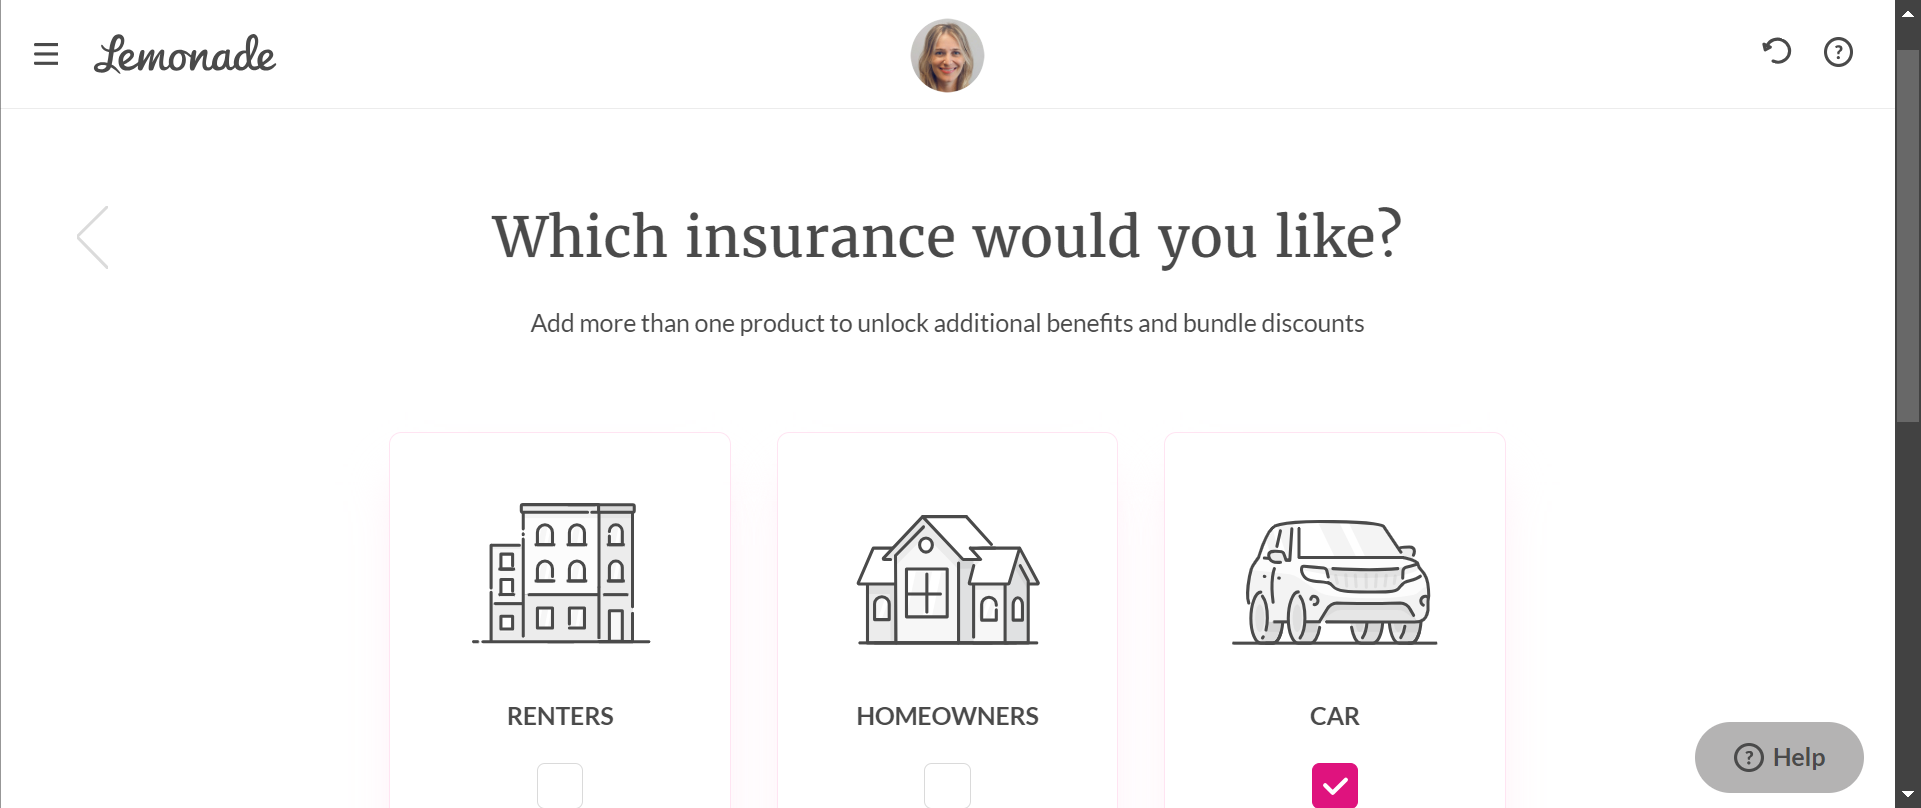 Lemonade
Which insurance would you like?
Add more than one product to unlock additional benefits and bundle discounts
RENTERS
HOMEOWNERS
CAR
? Help